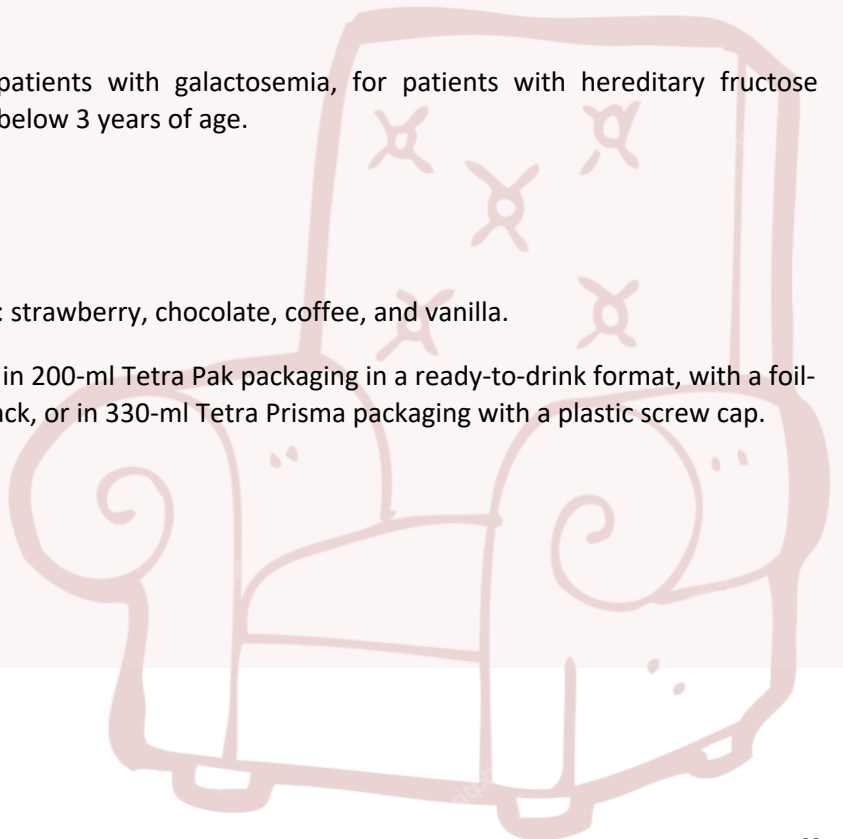 patients with galactosemia, for patients with hereditary fructose
below 3 years of age.
: strawberry, chocolate, coffee, and vanilla.
in 200-ml Tetra Pak packaging in a ready-to-drink format, with a foil-
ack, or in 330-ml Tetra Prisma packaging with a plastic screw cap.